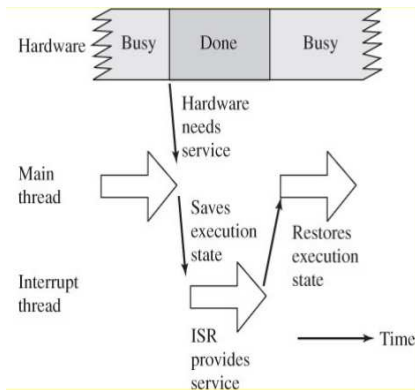 Hardware
Busy
Done
Busy
Hardware
needs
service
Main
thread
Saves
execution
state
Restores
execution
state
Interrupt
thread
ISR
provides
service
Time